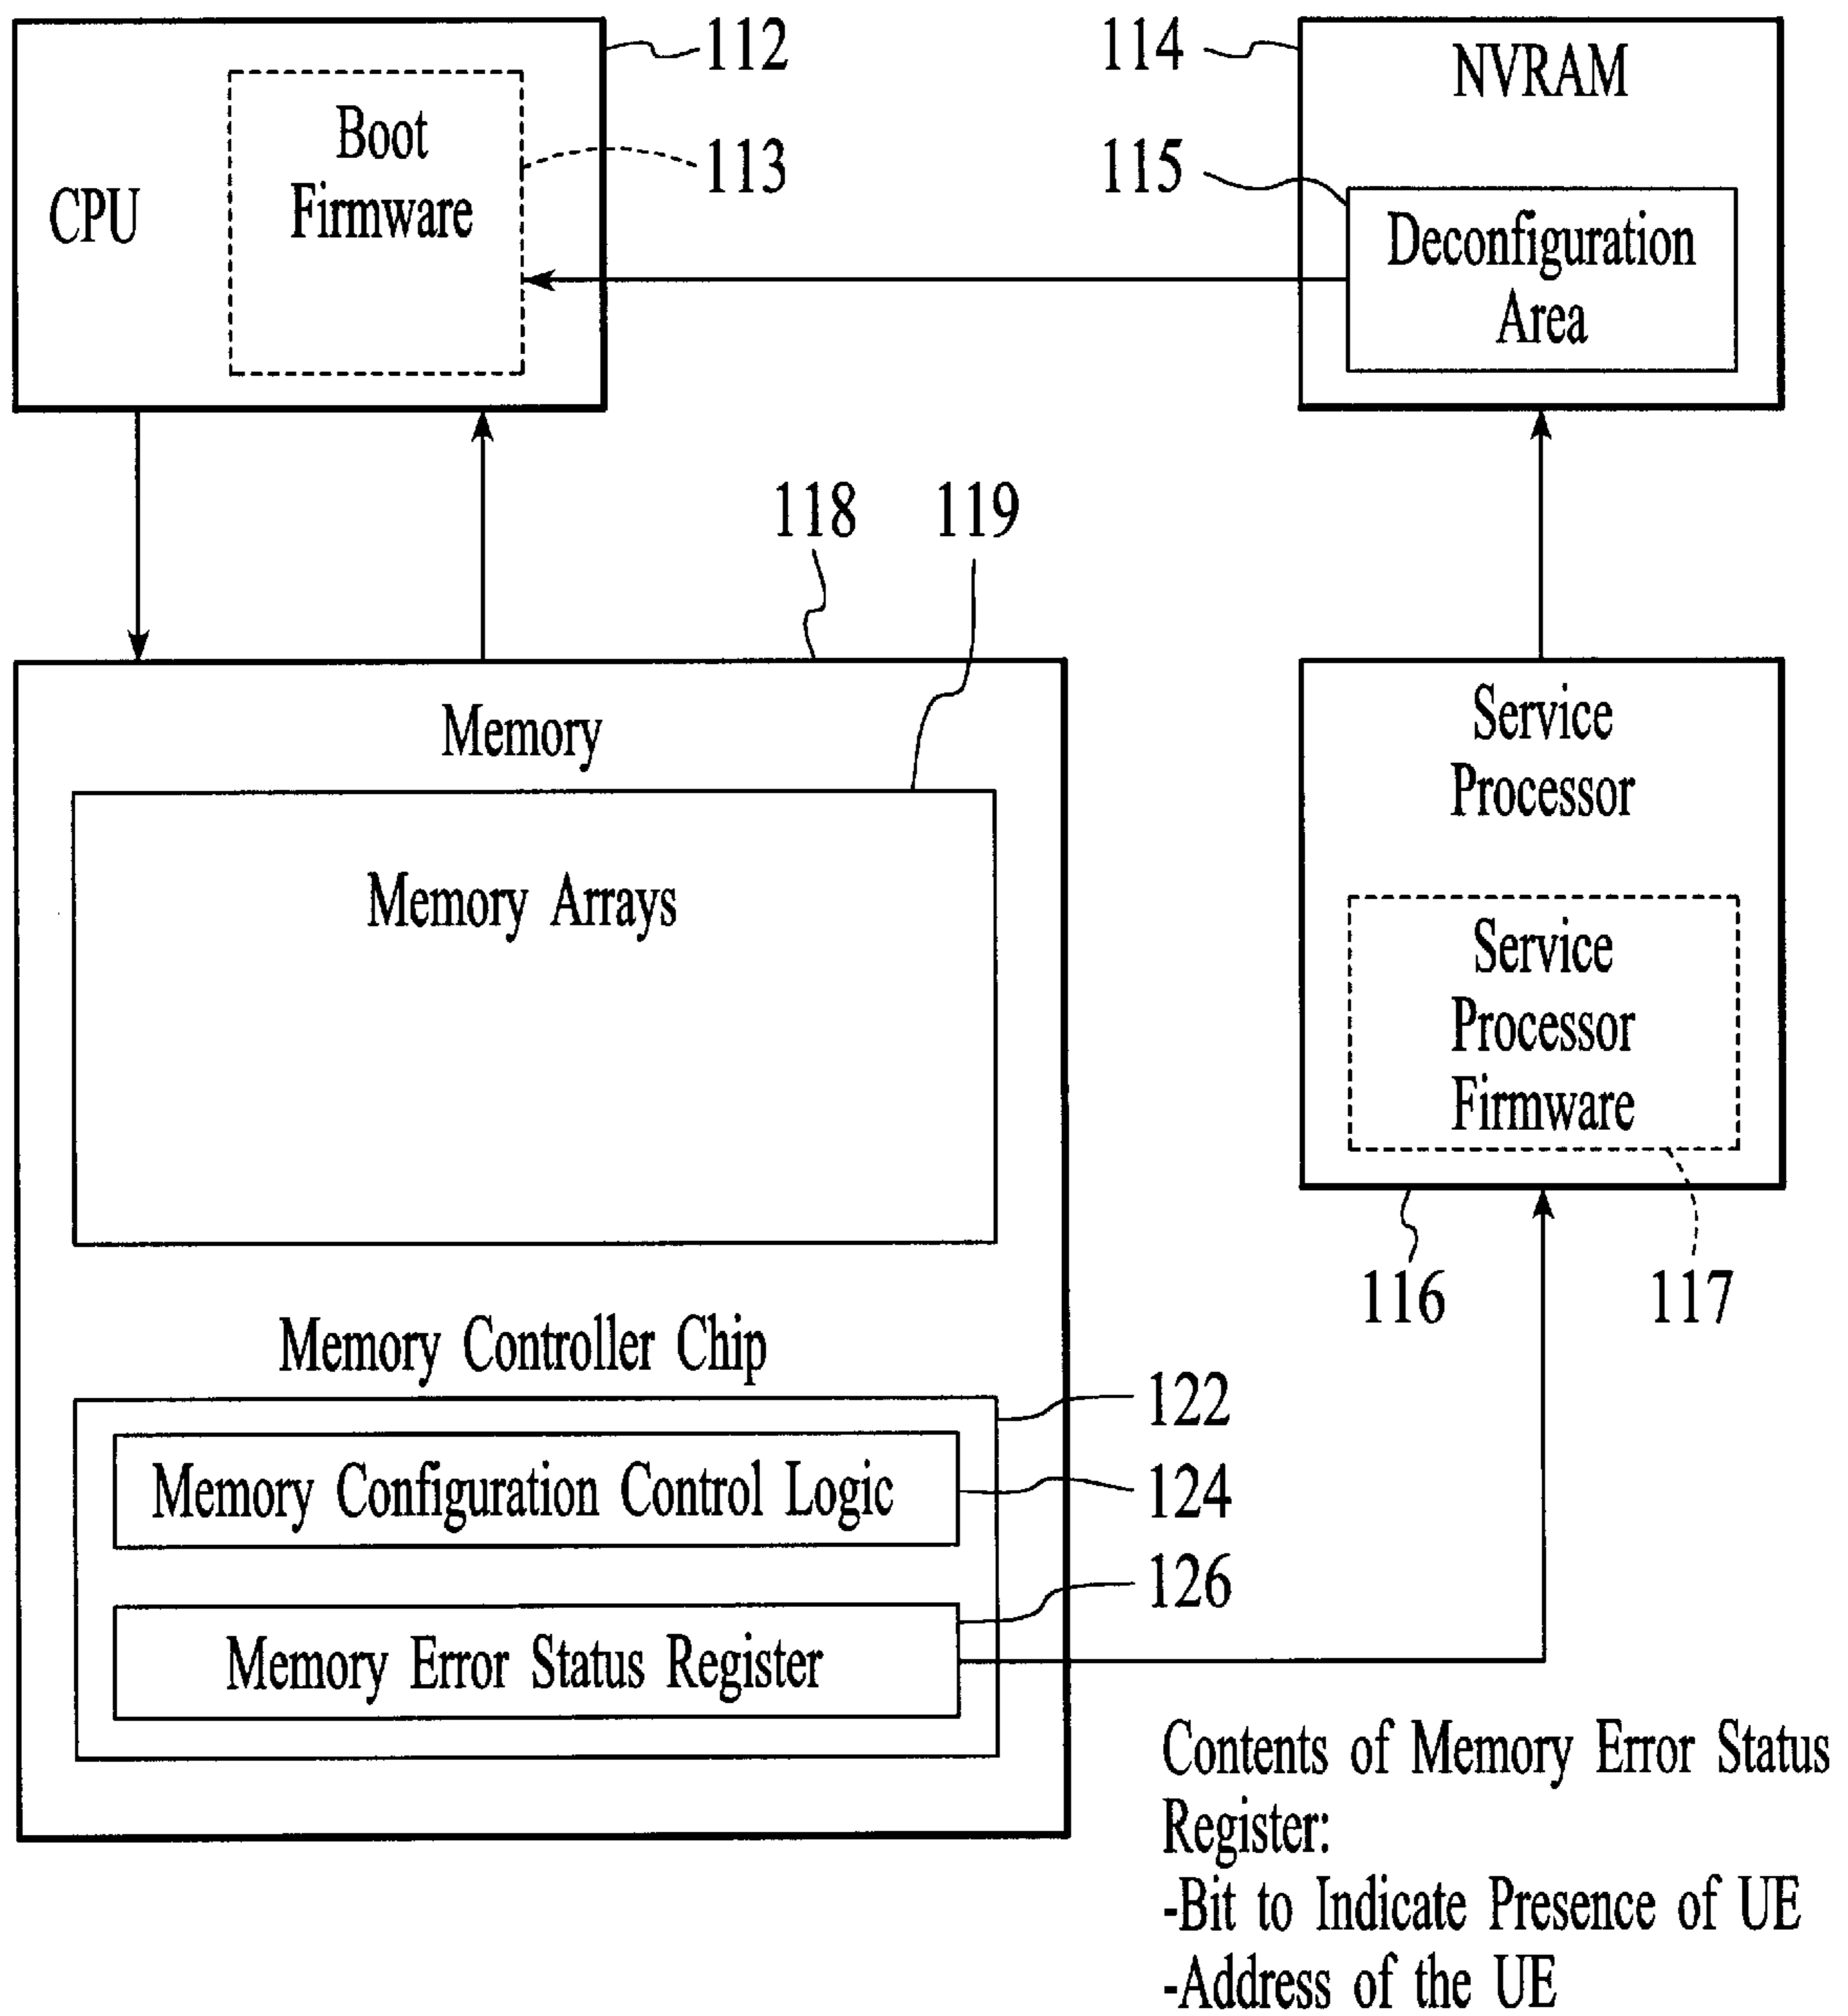 112
114
NVRAM
Boot
Firmware
113
CPU
115
Deconfiguration
Area
118
119
Memory
Memory Arrays
Service
Processor
Service
Processor
Firmware
116
117
Memory Controller Chip
122
Memory Configuration Control Logic
124
126
Memory Error Status Register
Contents of Memory Error Status
Register:
-Bit to Indicate Presence of UE
-Address of the UE